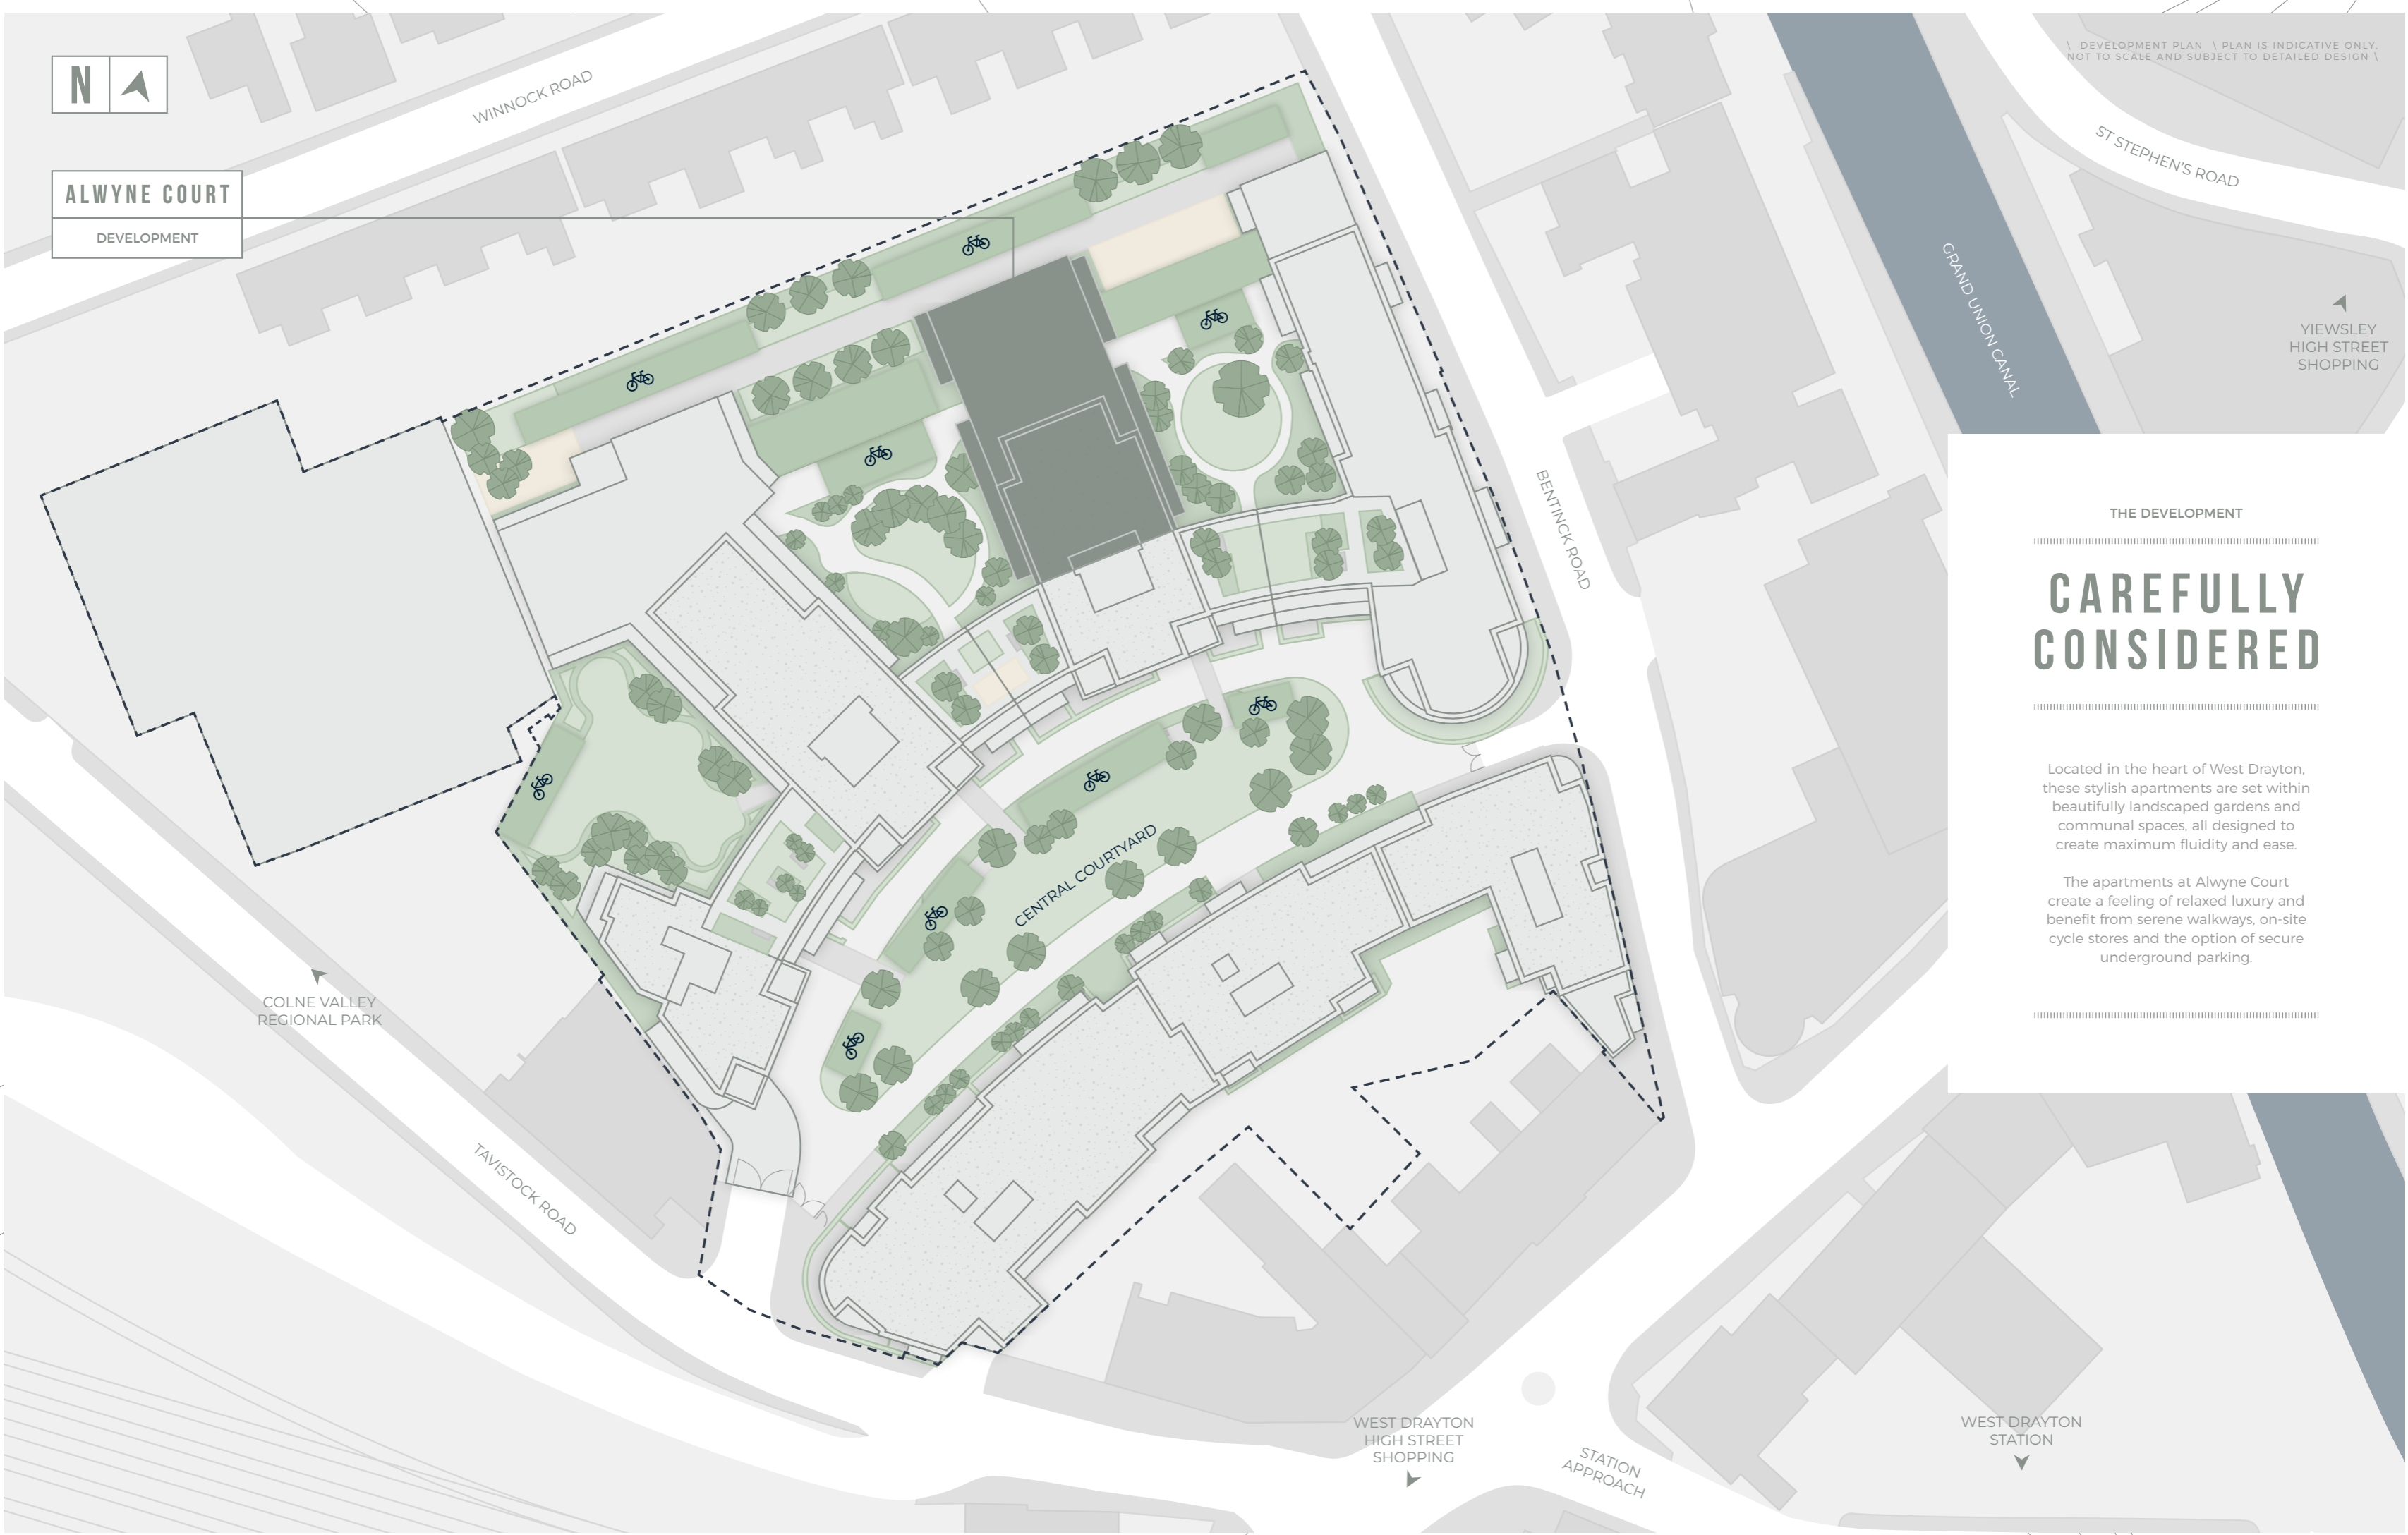 \ DEVELOPMENT PLAN \ PLAN IS INDICATIVE ONLY,
NOT TO SCALE AND SUBJECT TO DETAILED DESIGN \
N
WINNOCK ROAD
ALWYNE COURT
DEVELOPMENT
ST STEPHEN'S ROAD
GRAND UNION CANAL
YIEWSLEY
HIGH STREET
SHOPPING
BENTINCK ROAD
THE DEVELOPMENT
CAREFULLY
CONSIDERED
Located in the heart of West Drayton,
these stylish apartments are set within
beautifully landscaped gardens and
communal spaces, all designed to
create maximum fluidity and ease.
The apartments at Alwyne Court
create a feeling of relaxed luxury and
benefit from serene walkways, on-site
cycle stores and the option of secure
underground parking.
CENTRAL COURTYARD
COLNE VALLEY
REGIONAL PARK
TAVISTOCK ROAD
WEST DRAYTON
HIGH STREET
SHOPPING
STATION
APPROACH
WEST DRAYTON
STATION